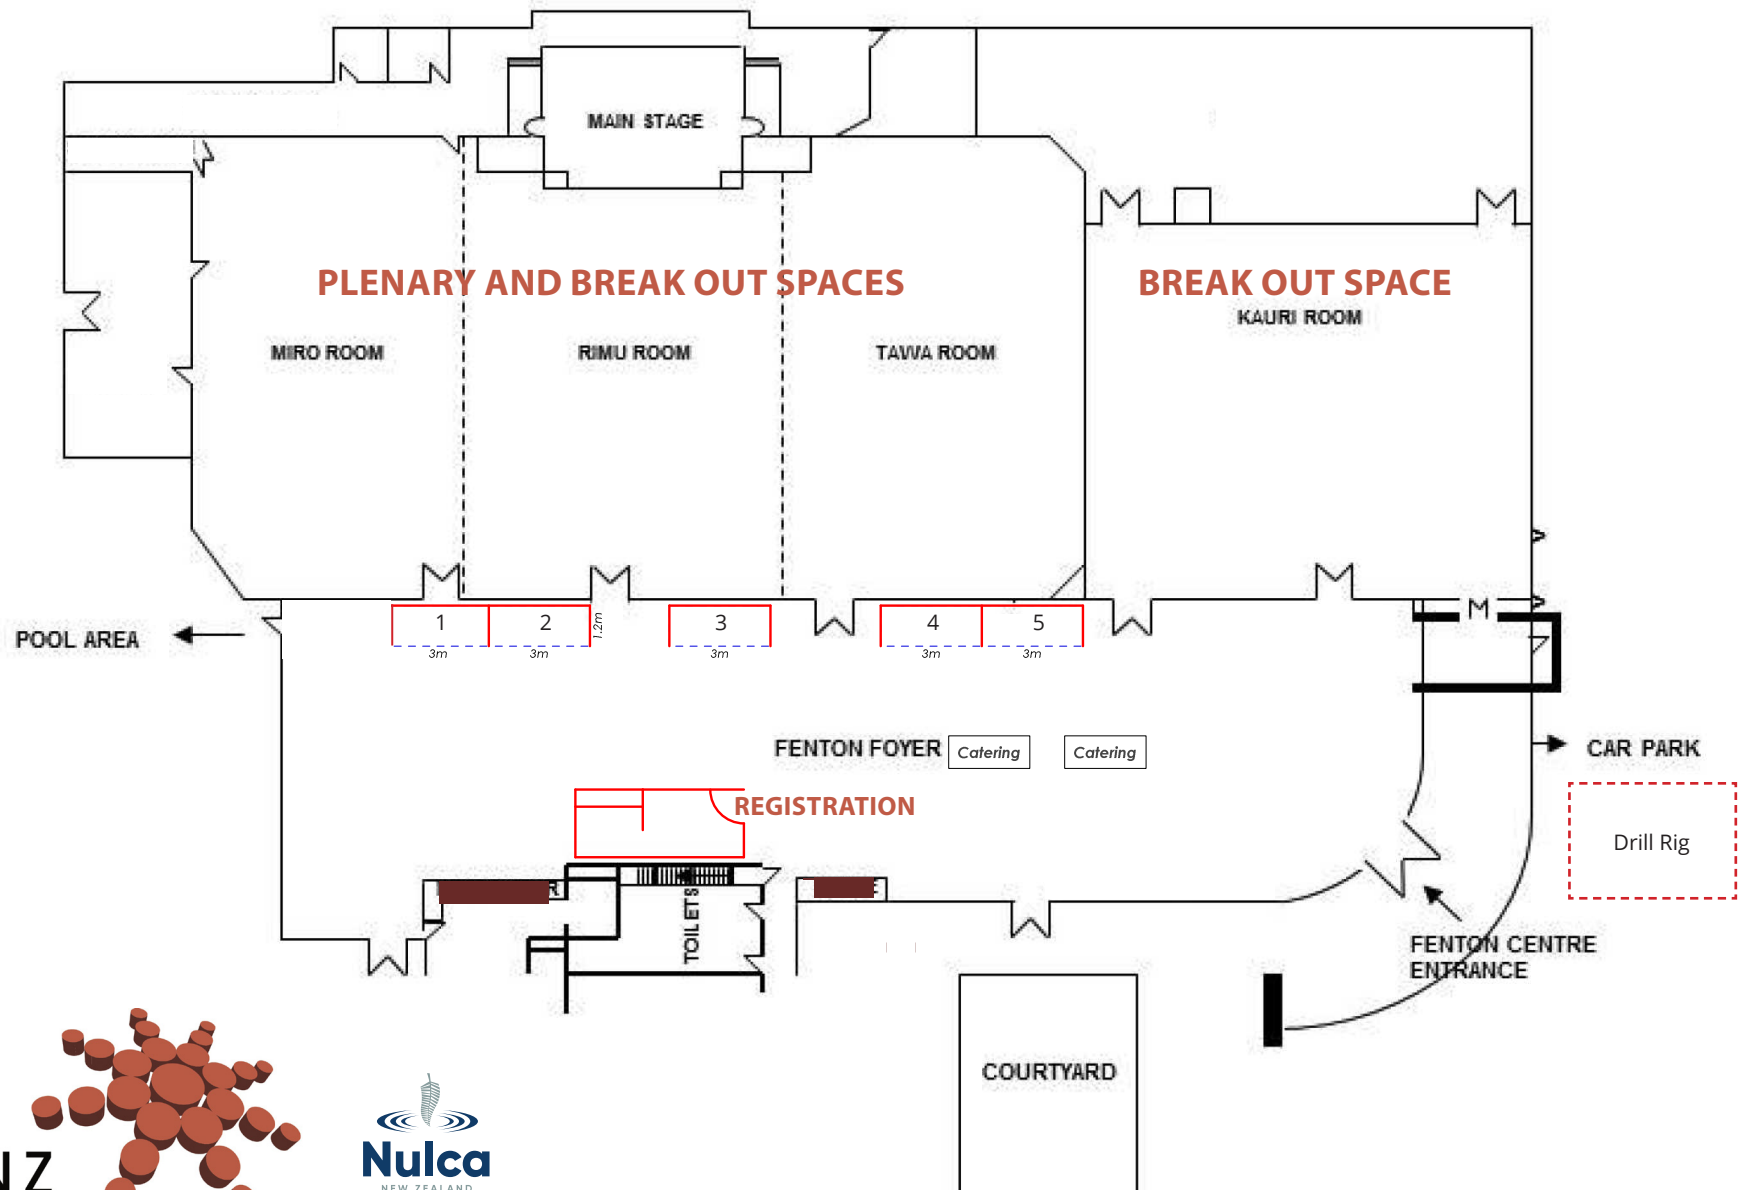 MAIN STAGE
PLENARY AND BREAK OUT SPACES
BREAK OUT SPACE
KAURI ROOM
MIRO ROOM
RIMU ROOM
TAWA ROOM
1
2
1.2m
3
4
5
3m
3m
3m
3m
3m
POOL AREA
FENTON FOYER
Catering
Catering
CAR PARK
REGISTRATION
Drill Rig
R
TOILETS
FENTON CENTRE
ENTRANCE
COURTYARD
NZ
Nulca
NEW ZEALAND